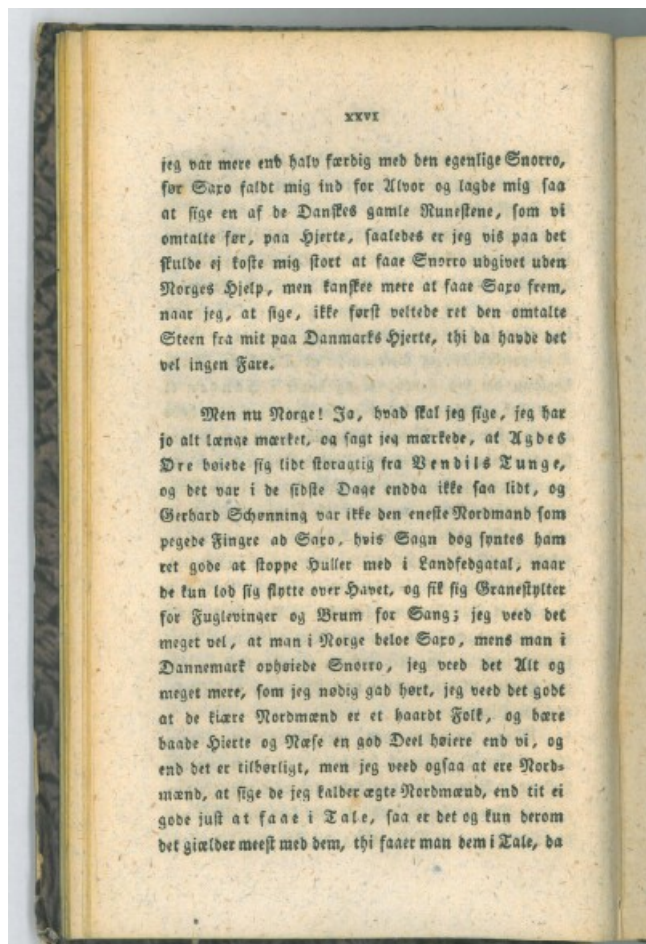 XXVI
jeg var mere end halv færdig med den egenlige Snorro,
før Saxo faldt mig ind for Alvor og lagde mig saa
at sige en af de Danskes gamle Runestene, som vi
omtalte før, paa Hjerte, saaledes er jeg vis paa det
skulde ej koste mig stort at faae Snorro udgivet uden
Norges Hjelp, men kanskee mere at faae Saxo frem,
naar jeg, at sige, ikke først veltede ret den omtalte
Steen fra mit paa Danmarks Hjerte, thi da havde det
vel ingen Fare.
Men nu Norge! Ja, hvad skal jeg sige, jeg har
jo alt længe mærket, og sagt jeg mærkede, at Agdes
Øre bøiede sig lidt storagtig fra Vendils Tunge,
og det var i de sidste Dage endda ikke saa lidt, og
Gerhard Schønning var ikke den eneste Nordmand som
pegede Fingre ad Saxo, hvis Sagn dog syntes ham
ret gode at stoppe Huller med i Landfedgatal, naar
de kun lod sig flytte over Havet, og fik sig Granestylter
for Fuglevinger og Brum for Sang; jeg veed det
meget vel, at man i Norge beloe Saxo, mens man i
Dannemark ophøiede Snorro, jeg veed det Alt og
meget mere, som jeg nødig gad hørt, jeg veed det godt
at de kiære Nordmænd er et haardt Folk, og bære
baade Hjerte og Næse en god Deel høiere end vi, og
end det er tilbørligt, men jeg veed ogsaa at ere Nord-
mænd, at sige de jeg kalder ægte Nordmænd, end tit ei
gode just at faae i Tale, saa er det og kun derom
det giælder meest med dem, thi faaer man dem i Tale, da